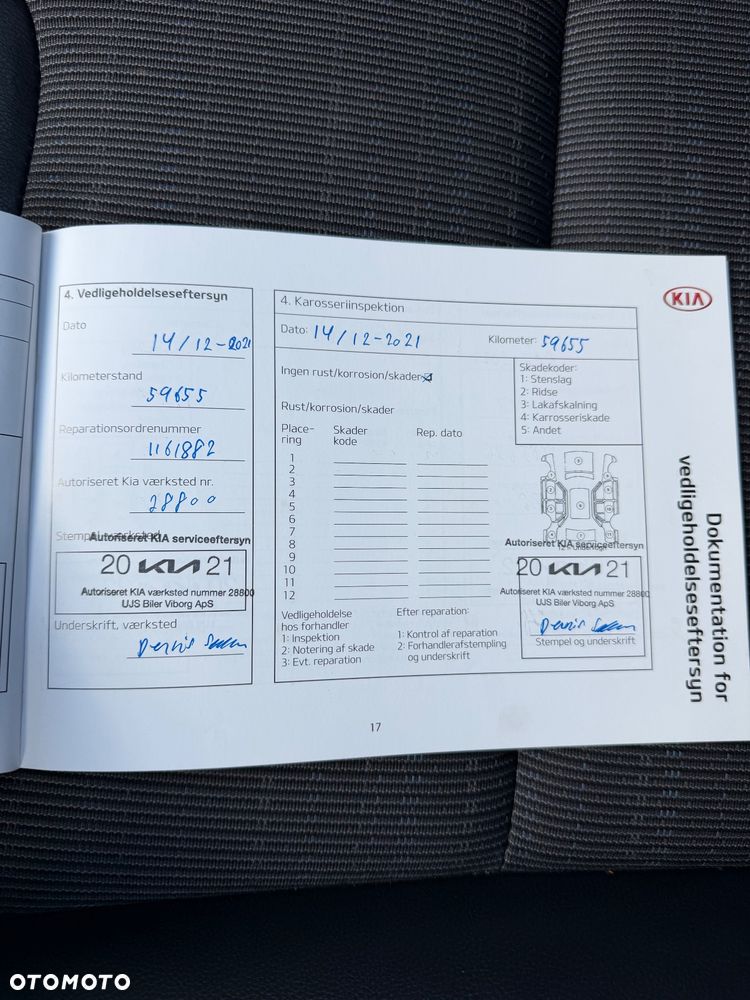 4. Vedligeholdelseseftersyn
Dato
14/12-2021
Kilometerstand
59655
Reparationsordrenummer
1161882
Autoriseret Kia værksted nr.
28800
Autoriseret KIA serviceeftersyn
20 KIA 21
Autoriseret KIA værksted nummer 28800
UJS Biler Viborg ApS
Underskrift, værksted
4. Karosseriinspektion
Dato: 14/12-2021 Kilometer: 59655
Ingen rust/korrosion/skader
Rust/korrosion/skader
Place-
ring
Skader
kode
Rep. dato
1
2
3
4
5
6
7
8
9
10
11
12
Skadekoder:
1: Stenslag
2: Ridse
3: Lakafskalning
4: Karrosseriskade
5: Andet
Autoriseret KIA serviceeftersyn
20 KIA 21
Autoriseret KIA værksted nummer 28800
UJS Biler Viborg ApS
Stempel og underskrift
Vedligeholdelse
hos forhandler
1: Inspektion
2: Notering af skade
3: Evt. reparation
Efter reparation:
1: Kontrol af reparation
2: Forhandlerafstempling
og underskrift
17
KIA
Dokumentation for
vedligeholdelseseftersyn
OTOMOTO